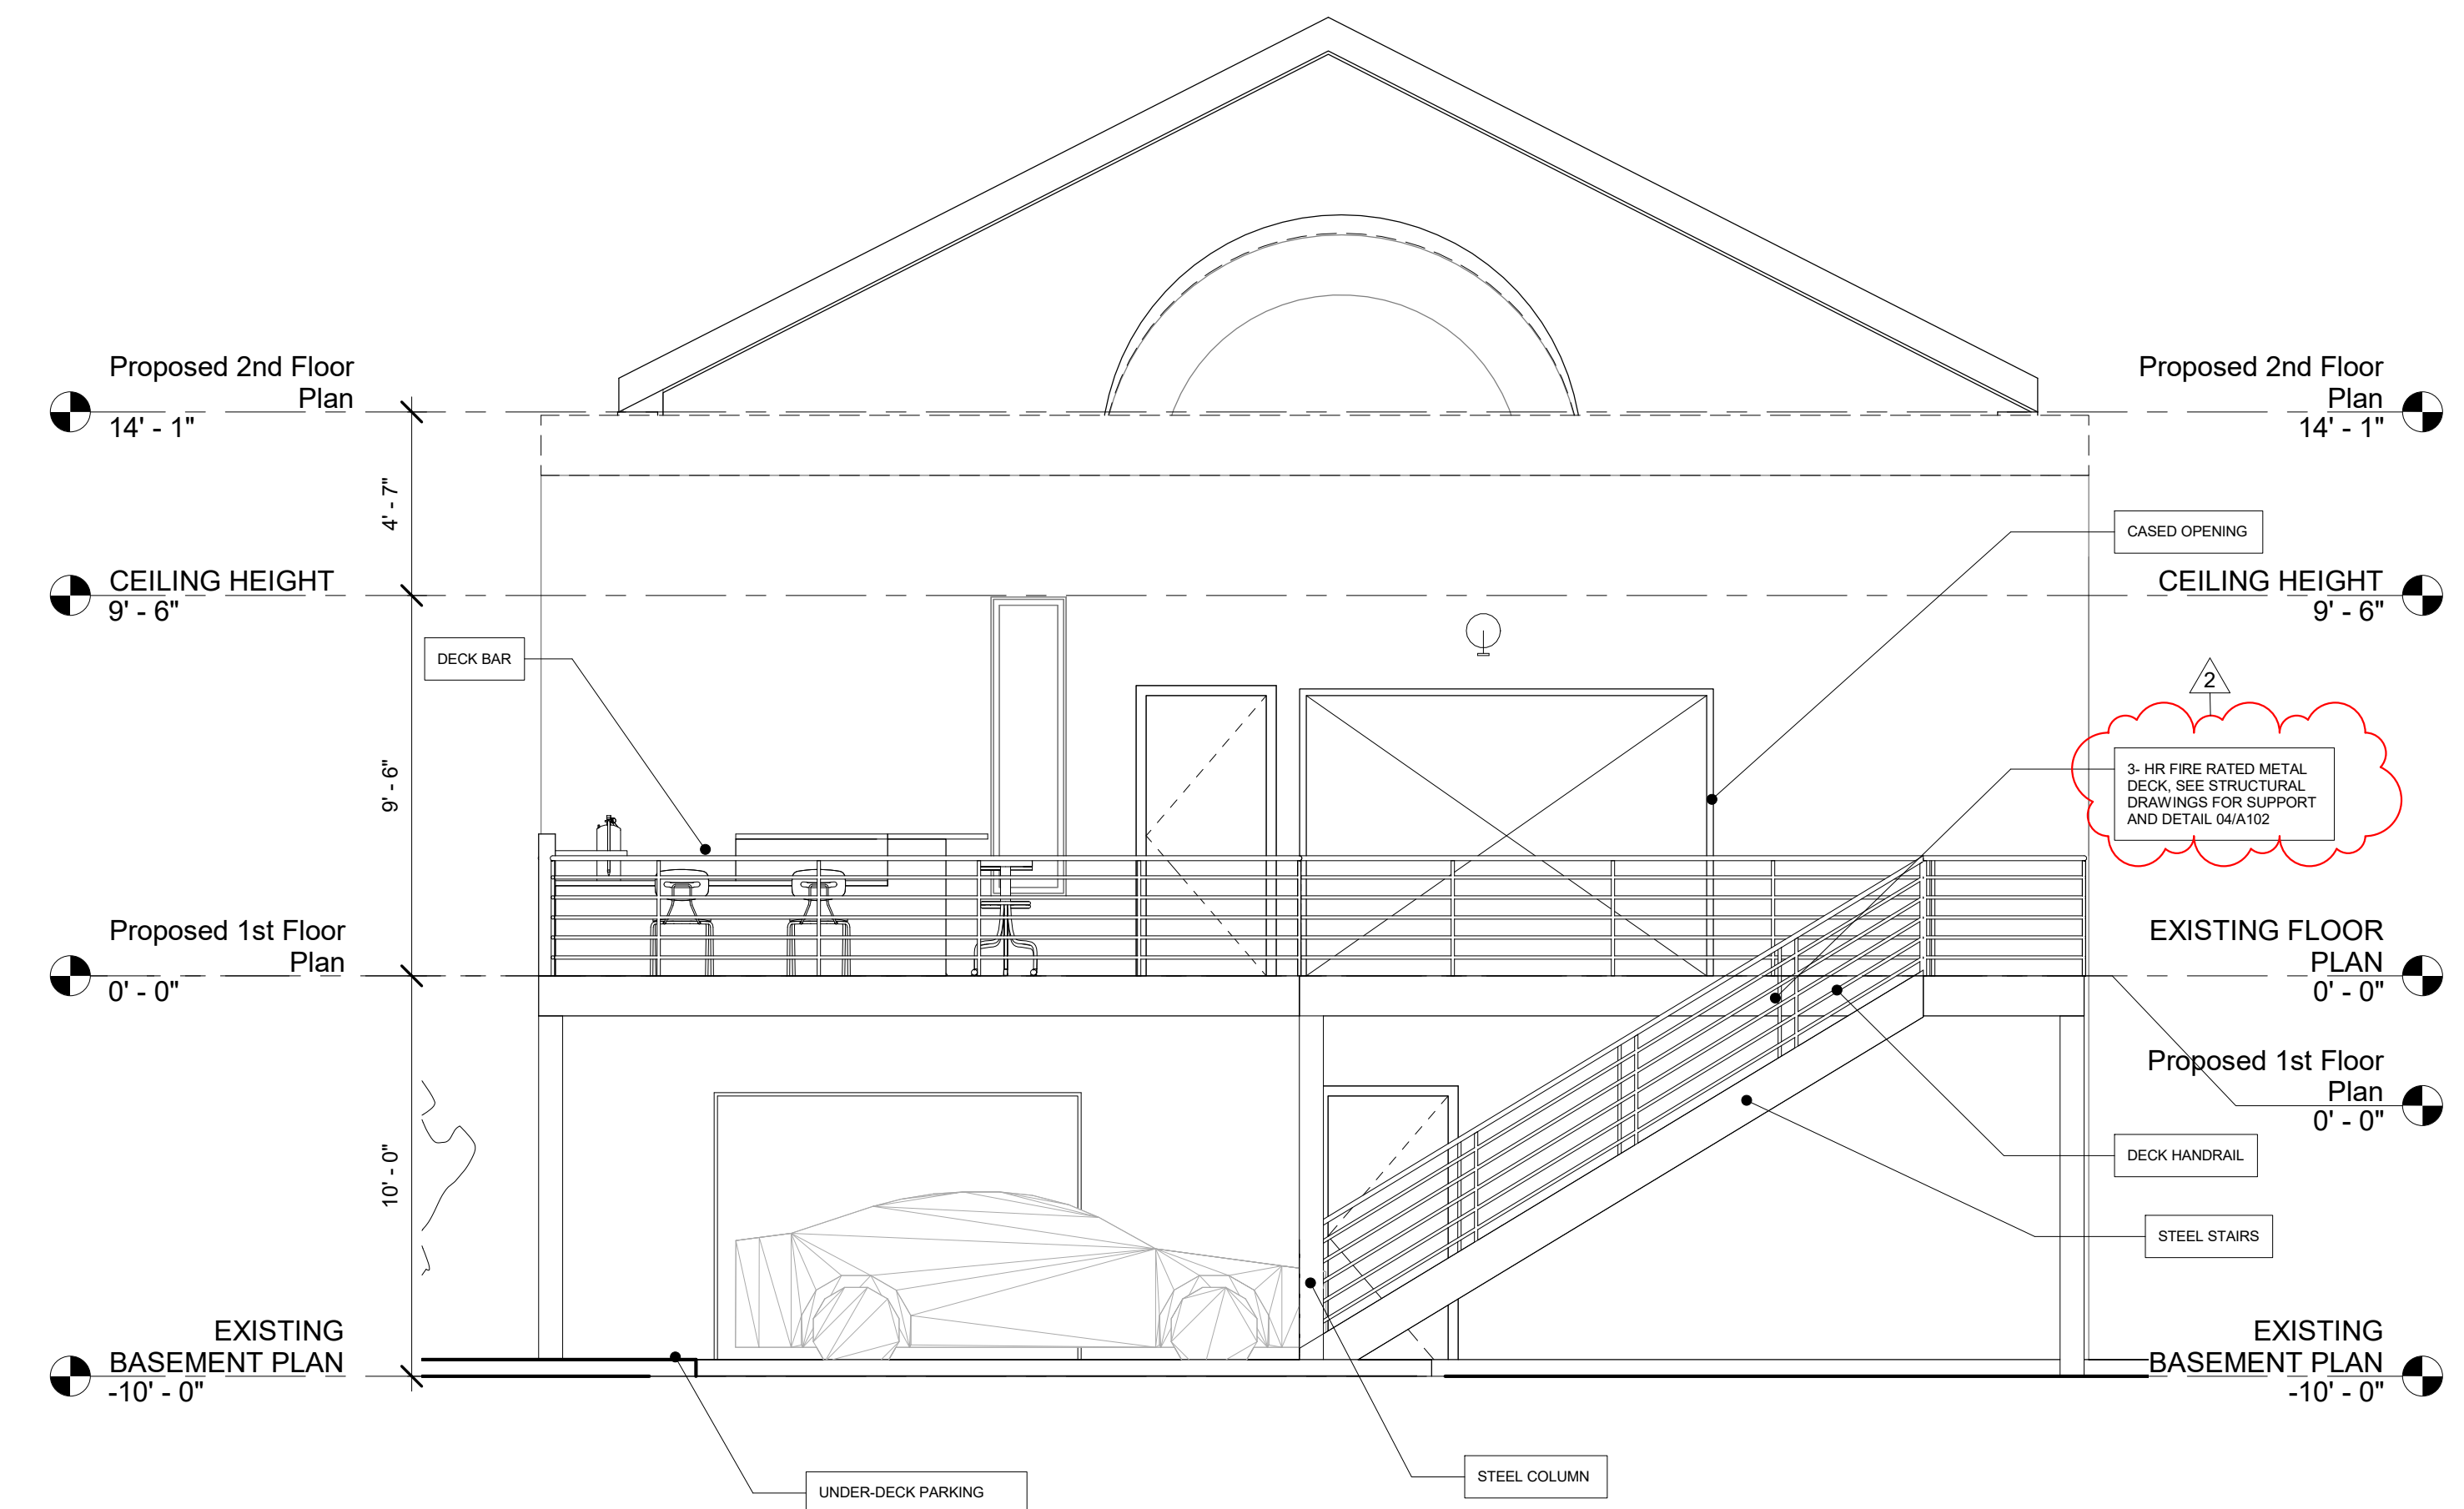 Proposed 2nd Floor
Plan
14' - 1"
Proposed 2nd Floor
Plan
14' - 1"
4' - 7"
CASED OPENING
CEILING HEIGHT
9' - 6"
CEILING HEIGHT
9' - 6"
DECK BAR
2
3- HR FIRE RATED METAL
DECK, SEE STRUCTURAL
DRAWINGS FOR SUPPORT
AND DETAIL 04/A102
9' - 6"
Proposed 1st Floor
Plan
0' - 0"
EXISTING FLOOR
PLAN
0' - 0"
Proposed 1st Floor
Plan
0' - 0"
DECK HANDRAIL
10' - 0"
STEEL STAIRS
EXISTING
BASEMENT PLAN
-10' - 0"
EXISTING
BASEMENT PLAN
-10' - 0"
STEEL COLUMN
UNDER-DECK PARKING